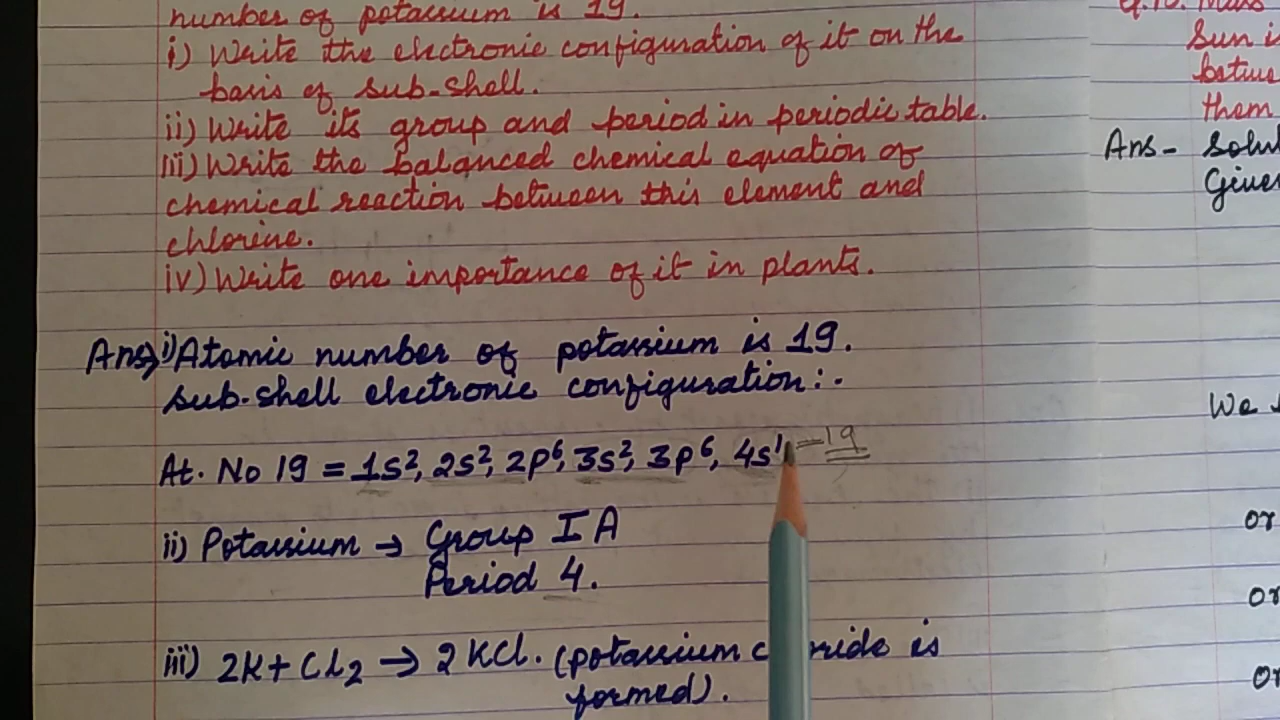 number of potassium is 19.
i) Write the electronic configuration of it on the
basis of sub-shell.
ii) Write its group and period in periodic table.
iii) Write the balanced chemical equation of
chemical reaction between this element and
chlorine.
iv) Write one importance of it in plants.
Ans, i) Atomic number of potassium is 19.
sub-shell electronic configuration:-
At. No 19 = 1s², 2s², 2p⁶, 3s², 3p⁶, 4s¹ = 19
ii) Potassium → Group IA
Period 4.
iii) 2K + Cl₂ → 2KCl. (potassium is
formed).
Sun i
them
Ans- Solu
Give
We
or
or
or